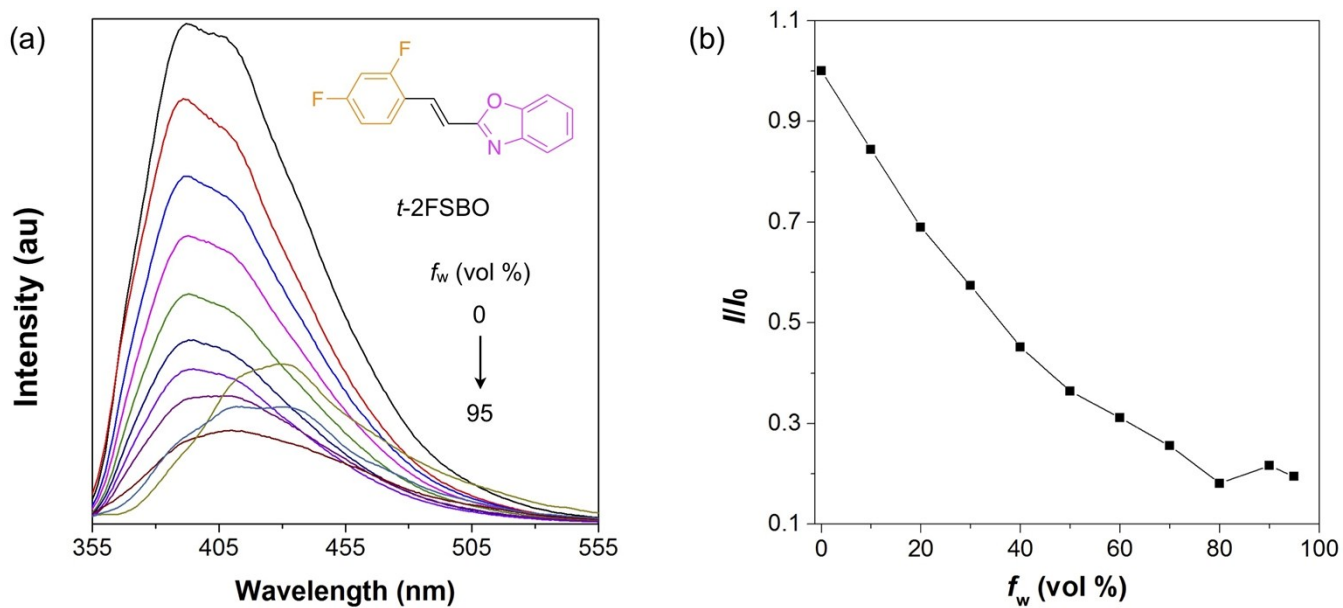 (a)
Intensity (au)
F
F
O
N
t-2FSBO
fw (vol %)
0
95
355
405
455
505
555
Wavelength (nm)
(b)
I/I0
1.1
0.9
0.7
0.5
0.3
0.1
0
20
40
60
80
100
fw (vol %)